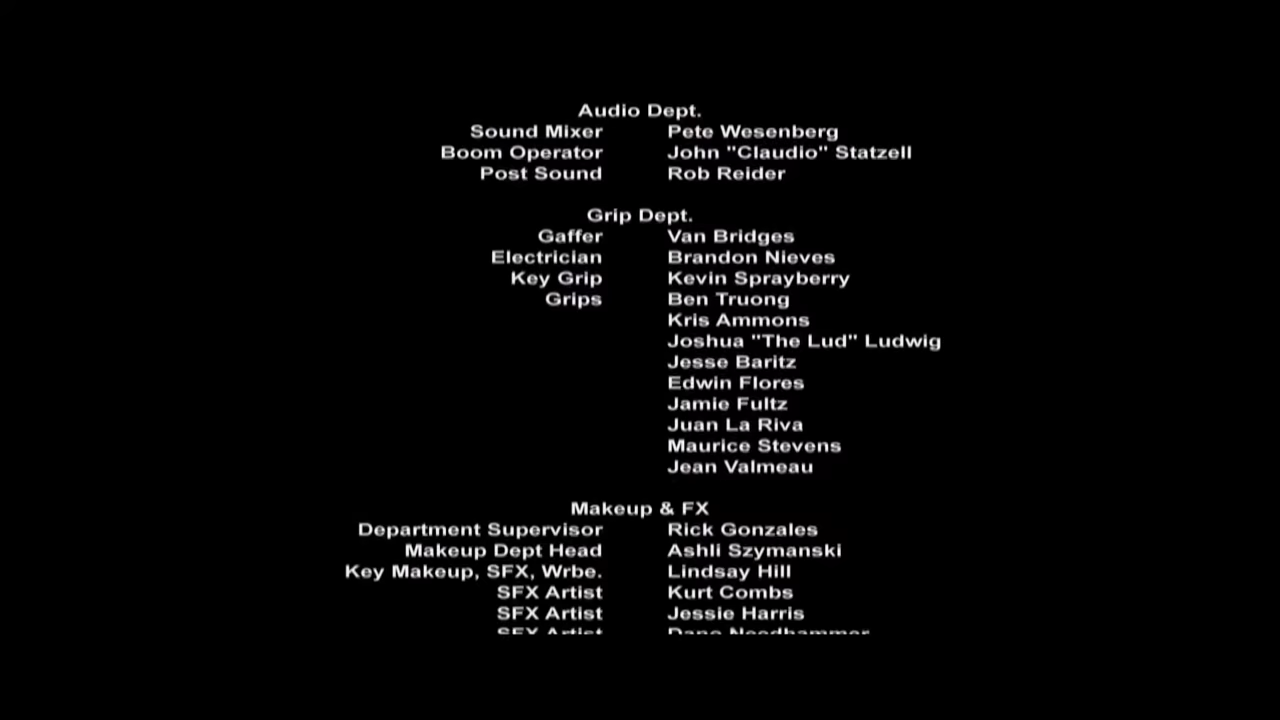 Audio Dept.
Sound Mixer Pete Wesenberg
Boom Operator John "Claudio" Statzell
Post Sound Rob Reider
Grip Dept.
Gaffer Van Bridges
Electrician Brandon Nieves
Key Grip Kevin Sprayberry
Grips Ben Truong
Kris Ammons
Joshua "The Lud" Ludwig
Jesse Baritz
Edwin Flores
Jamie Fultz
Juan La Riva
Maurice Stevens
Jean Valmeau
Makeup & FX
Department Supervisor Rick Gonzales
Makeup Dept Head Ashli Szymanski
Key Makeup, SFX, Wrbe. Lindsay Hill
SFX Artist Kurt Combs
SFX Artist Jessie Harris
SFX Artist